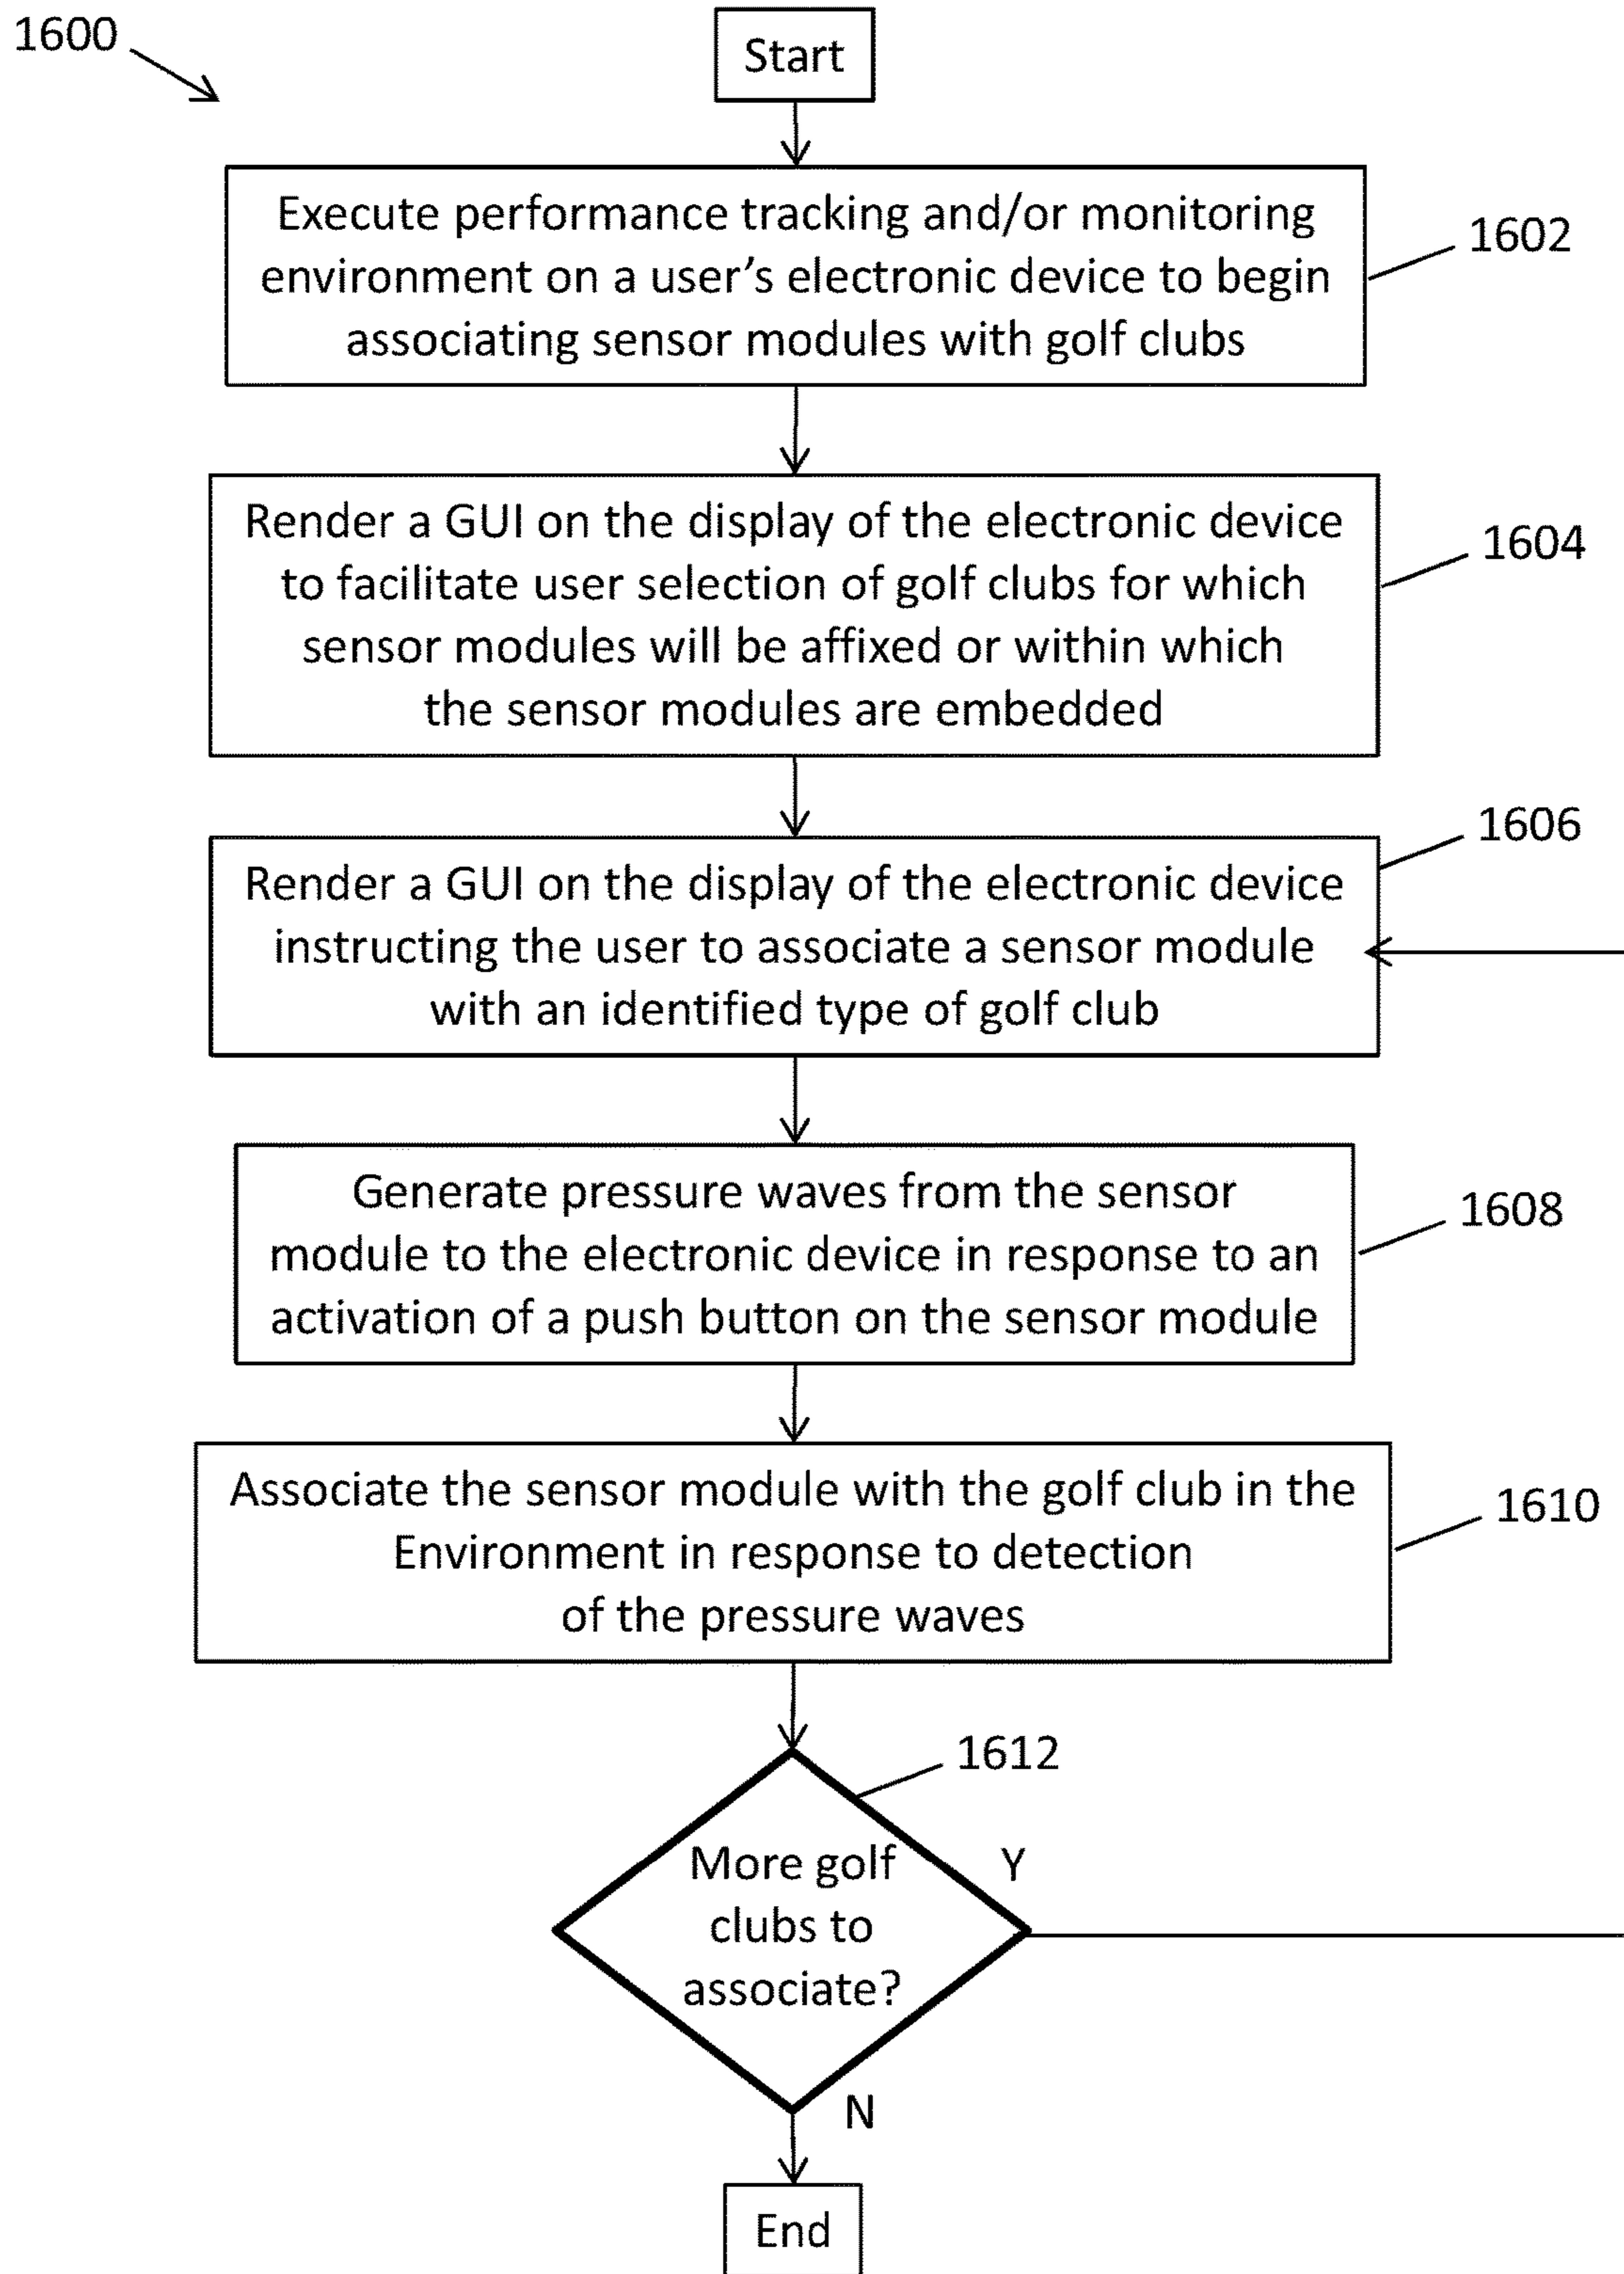 1600
Start
Execute performance tracking and/or monitoring
environment on a user’s electronic device to begin
associating sensor modules with golf clubs
1602
Render a GUI on the display of the electronic device
to facilitate user selection of golf clubs for which
sensor modules will be affixed or within which
the sensor modules are embedded
1604
Render a GUI on the display of the electronic device
instructing the user to associate a sensor module
with an identified type of golf club
1606
Generate pressure waves from the sensor
module to the electronic device in response to an
activation of a push button on the sensor module
1608
Associate the sensor module with the golf club in the
Environment in response to detection
of the pressure waves
1610
1612
More golf
clubs to
associate?
Y
N
End